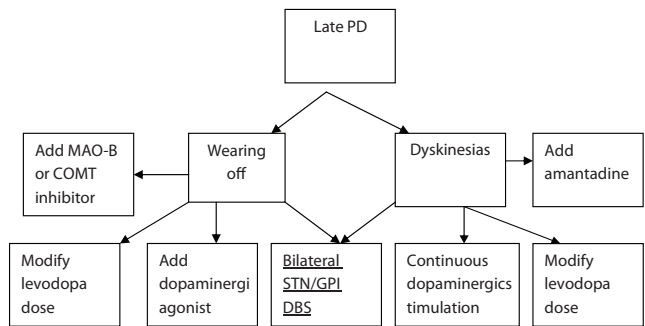 Late PD
Add MAO-B
or COMT
inhibitor
Wearing
off
Dyskinesias
Add
amantadine
Modify
levodopa
dose
Add
dopaminergi
agonist
Bilateral
STN/GPI
DBS
Continuous
dopaminergics
timulation
Modify
levodopa
dose